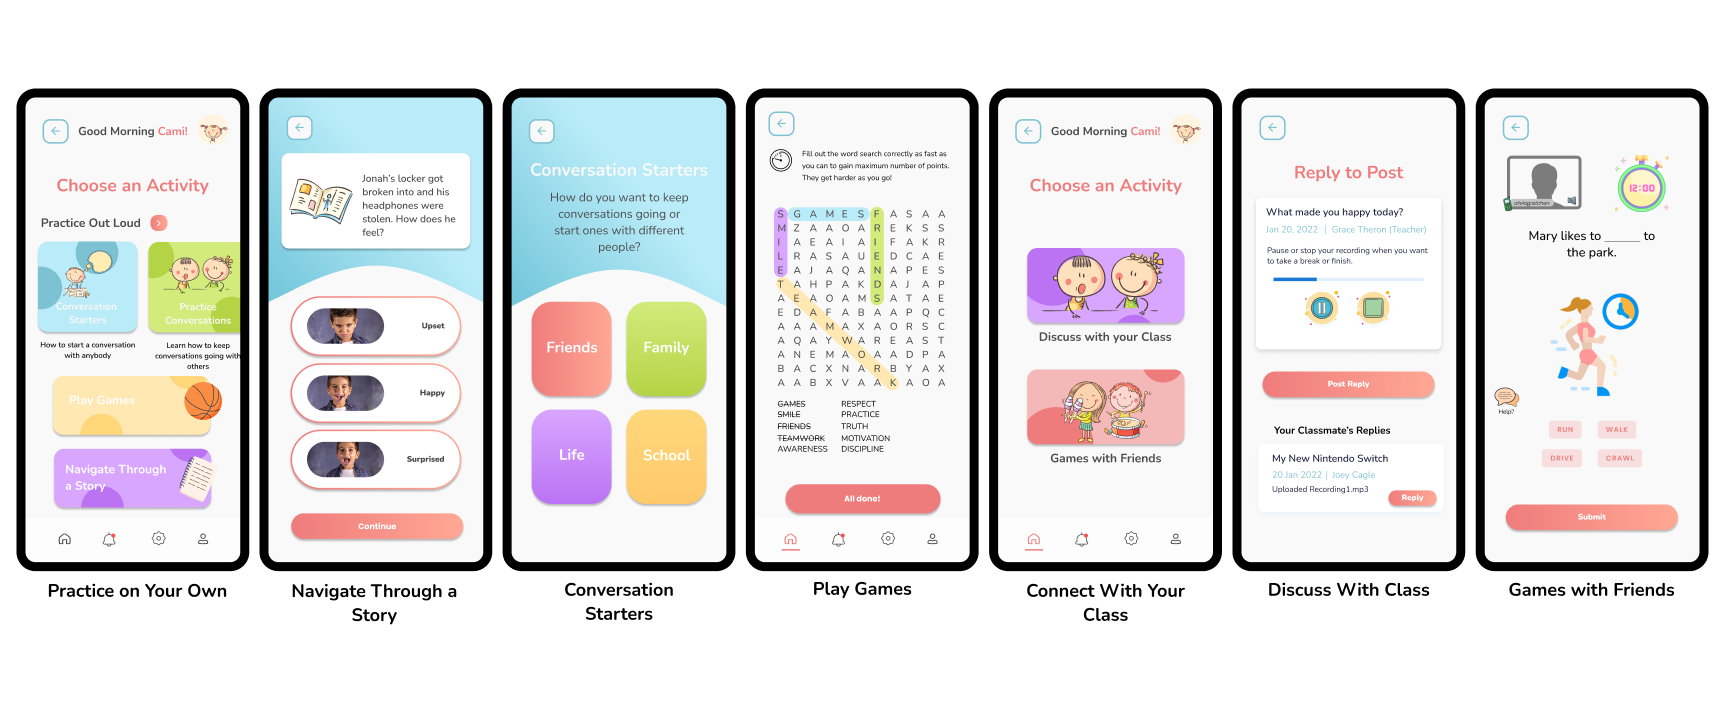 Good Morning Cami!
Choose an Activity
Practice Out Loud
Conversation
Starters
Practice
Conversations
How to start a conversation
with anybody
Learn how to keep
conversations going with
others
Play Games
Navigate Through
a Story
Practice on Your Own
Jonah's locker got
broken into and his
headphones were
stolen. How does he
feel?
Upset
Happy
Surprised
Continue
Navigate Through a
Story
Conversation Starters
How do you want to keep
conversations going or
start ones with different
people?
Friends
Family
Life
School
Conversation
Starters
Fill out the word search correctly as fast as
you can to gain maximum number of points.
They get harder as you go!
S G A M E S F A S A A
M Z A A O A R E K S S
I A E A I A I F A K R
L R A S A U E D C A E
E A J A Q A N A P E S
T A H P A K D A J A P
A E A O A M S A T A E
E D A F A B A A P Q C
A A A M A X A O R S C
A Q A Y W A R E A S T
A N E M A O A A D P A
B A C X N A R B Y A X
A A B X V A A K A O A
GAMES
SMILE
FRIENDS
TEAMWORK
AWARENESS
RESPECT
PRACTICE
TRUTH
MOTIVATION
DISCIPLINE
All done!
Play Games
Good Morning Cami!
Choose an Activity
Discuss with your Class
Games with Friends
Connect With Your
Class
Reply to Post
What made you happy today?
Jan 20, 2022 | Grace Theron (Teacher)
Pause or stop your recording when you want
to take a break or finish.
Post Reply
Your Classmate's Replies
My New Nintendo Switch
20 Jan 2022 | Joey Cagle
Uploaded Recording1.mp3
Reply
Discuss With Class
oliviagretchen
12:00
Mary likes to _____ to
the park.
Help?
RUN
WALK
DRIVE
CRAWL
Submit
Games with Friends